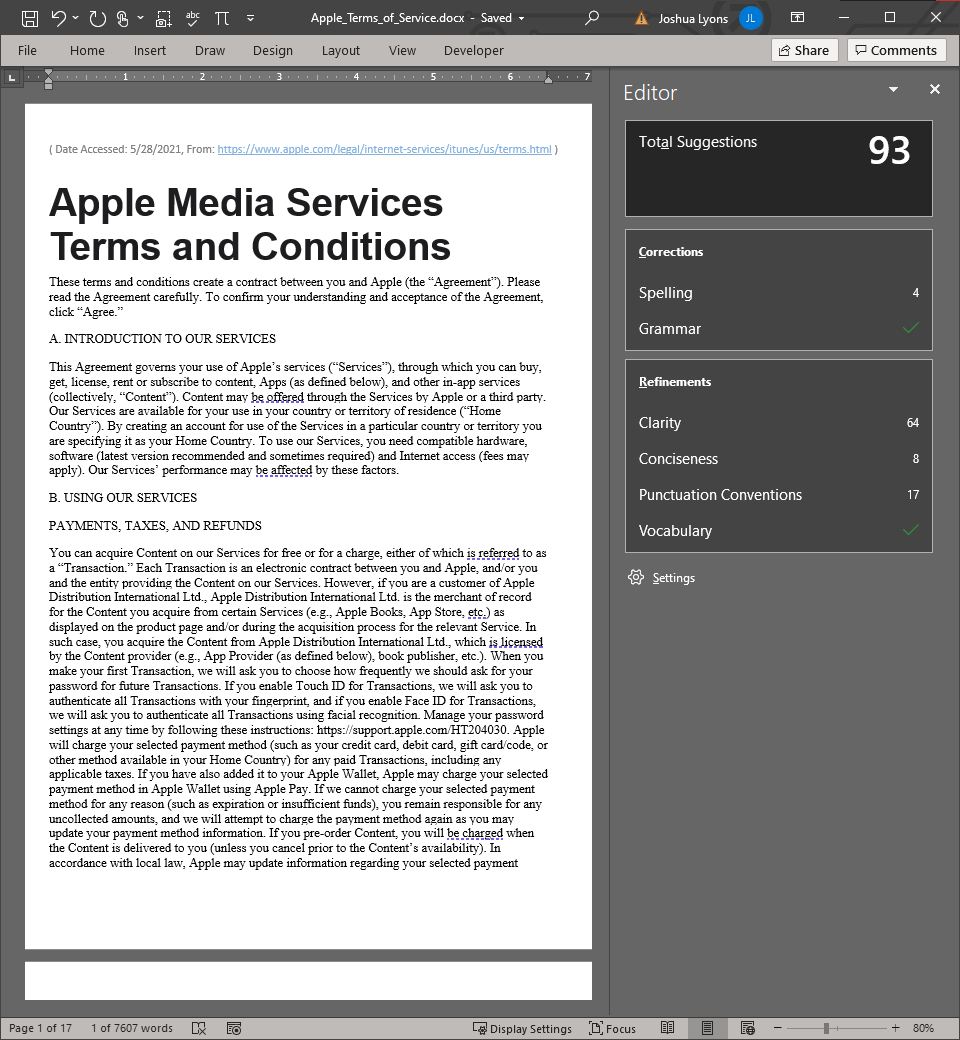 abc
Apple_Terms_of_Service.docx - Saved
Joshua Lyons
JL
File Home Insert Draw Design Layout View Developer
Share
Comments
L
1 2 3 4 5 6 7
( Date Accessed: 5/28/2021, From: https://www.apple.com/legal/internet-services/itunes/us/terms.html )
Apple Media Services
Terms and Conditions
These terms and conditions create a contract between you and Apple (the “Agreement”). Please
read the Agreement carefully. To confirm your understanding and acceptance of the Agreement,
click “Agree.”
A. INTRODUCTION TO OUR SERVICES
This Agreement governs your use of Apple’s services (“Services”), through which you can buy,
get, license, rent or subscribe to content, Apps (as defined below), and other in-app services
(collectively, “Content”). Content may be offered through the Services by Apple or a third party.
Our Services are available for your use in your country or territory of residence (“Home
Country”). By creating an account for use of the Services in a particular country or territory you
are specifying it as your Home Country. To use our Services, you need compatible hardware,
software (latest version recommended and sometimes required) and Internet access (fees may
apply). Our Services’ performance may be affected by these factors.
B. USING OUR SERVICES
PAYMENTS, TAXES, AND REFUNDS
You can acquire Content on our Services for free or for a charge, either of which is referred to as
a “Transaction.” Each Transaction is an electronic contract between you and Apple, and/or you
and the entity providing the Content on our Services. However, if you are a customer of Apple
Distribution International Ltd., Apple Distribution International Ltd. is the merchant of record
for the Content you acquire from certain Services (e.g., Apple Books, App Store, etc.) as
displayed on the product page and/or during the acquisition process for the relevant Service. In
such case, you acquire the Content from Apple Distribution International Ltd., which is licensed
by the Content provider (e.g., App Provider (as defined below), book publisher, etc.). When you
make your first Transaction, we will ask you to choose how frequently we should ask for your
password for future Transactions. If you enable Touch ID for Transactions, we will ask you to
authenticate all Transactions with your fingerprint, and if you enable Face ID for Transactions,
we will ask you to authenticate all Transactions using facial recognition. Manage your password
settings at any time by following these instructions: https://support.apple.com/HT204030. Apple
will charge your selected payment method (such as your credit card, debit card, gift card/code, or
other method available in your Home Country) for any paid Transactions, including any
applicable taxes. If you have also added it to your Apple Wallet, Apple may charge your selected
payment method in Apple Wallet using Apple Pay. If we cannot charge your selected payment
method for any reason (such as expiration or insufficient funds), you remain responsible for any
uncollected amounts, and we will attempt to charge the payment method again as you may
update your payment method information. If you pre-order Content, you will be charged when
the Content is delivered to you (unless you cancel prior to the Content’s availability). In
accordance with local law, Apple may update information regarding your selected payment
Editor
Total Suggestions 93
Corrections
Spelling 4
Grammar
Refinements
Clarity 64
Conciseness 8
Punctuation Conventions 17
Vocabulary
Settings
Page 1 of 17 1 of 7607 words Display Settings Focus 80%